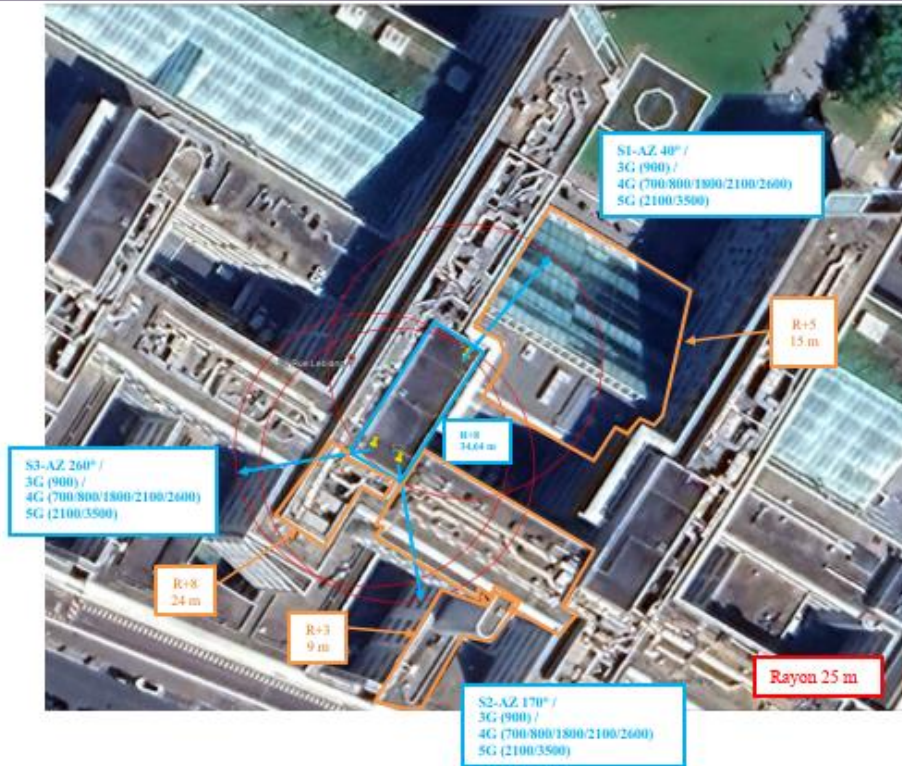 S1-AZ 40° /
3G (900) /
4G (700/800/1800/2100/2600)
5G (2100/3500)
R+5
15 m
Rue Leblanc
R+8
34,64 m
S3-AZ 260° /
3G (900) /
4G (700/800/1800/2100/2600)
5G (2100/3500)
R+8
24 m
R+3
9 m
Rayon 25 m
S2-AZ 170° /
3G (900) /
4G (700/800/1800/2100/2600)
5G (2100/3500)